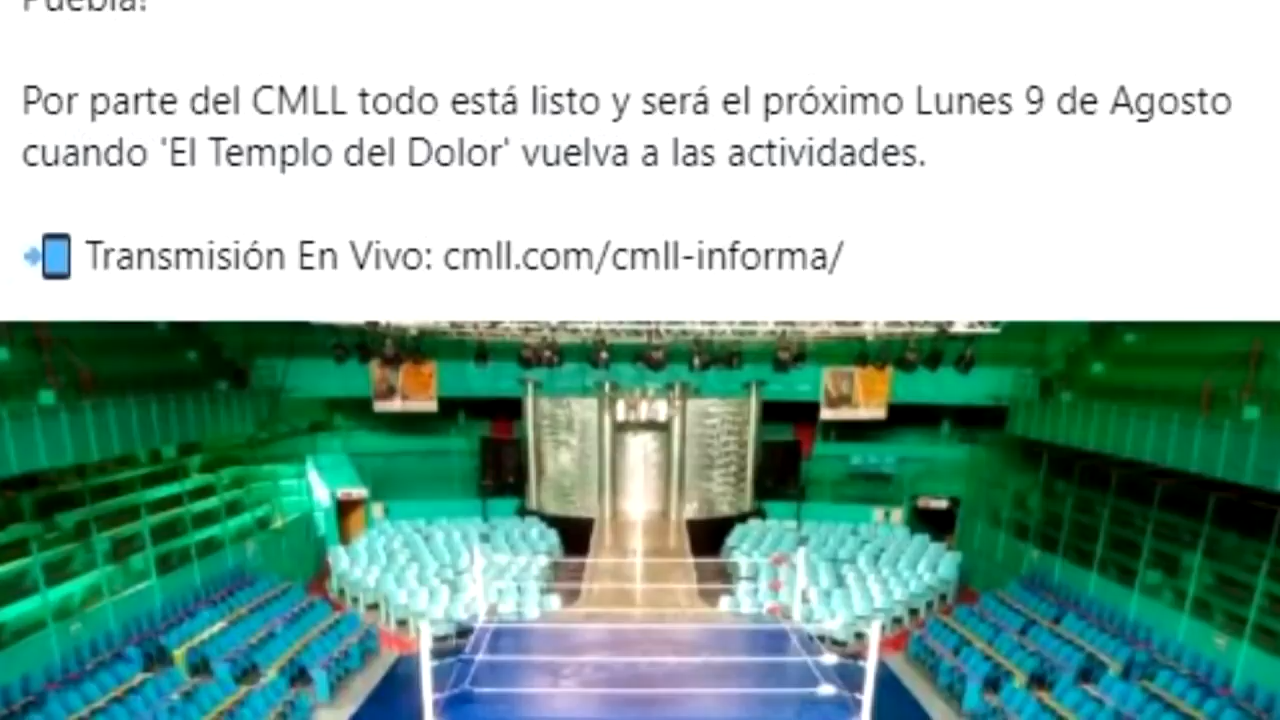 Puebla!
Por parte del CMLL todo está listo y será el próximo Lunes 9 de Agosto
cuando 'El Templo del Dolor' vuelva a las actividades.
Transmisión En Vivo: cmll.com/cmll-informa/